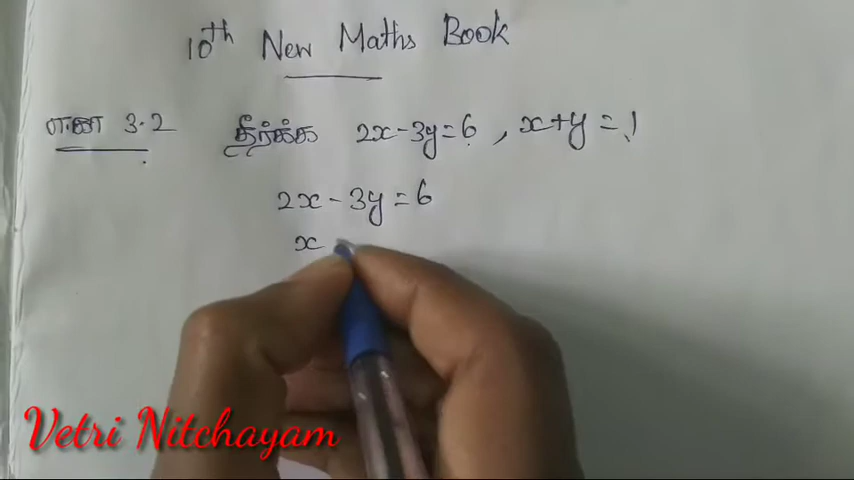 10th New Maths Book
எ.கா 3.2 தீர்க்க 2x-3y=6 , x+y=1
2x-3y=6
x
Vetri Nitchayam